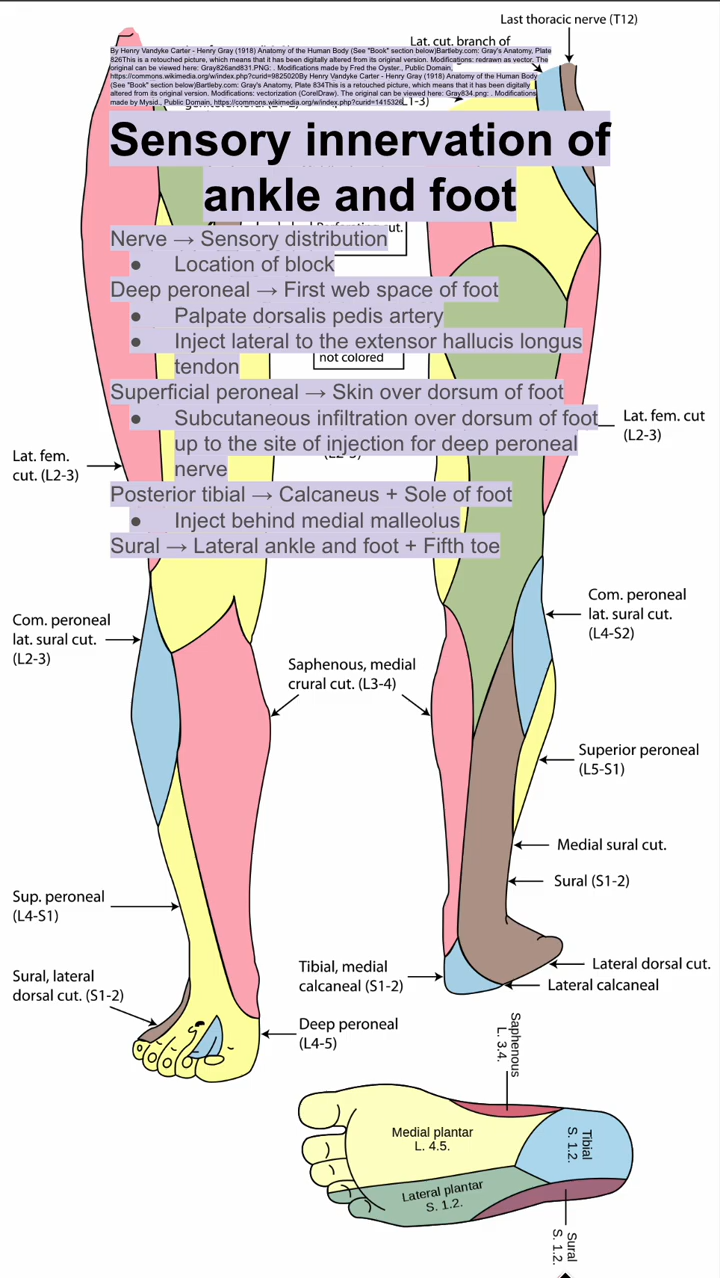 Last thoracic nerve (T12)
Lat. cut. branch of
By Henry Vandyke Carter - Henry Gray (1918) Anatomy of the Human Body (See "Book" section below)Bartleby.com: Gray's Anatomy, Plate
826This is a retouched picture, which means that it has been digitally altered from its original version. Modifications: redrawn as vector. The
original can be viewed here: Gray826and831.PNG: . Modifications made by Fred the Oyster., Public Domain,
https://commons.wikimedia.org/w/index.php?curid=9825020By Henry Vandyke Carter - Henry Gray (1918) Anatomy of the Human Body
(See "Book" section below)Bartleby.com: Gray's Anatomy, Plate 834This is a retouched picture, which means that it has been digitally
altered from its original version. Modifications: vectorization (CorelDraw). The original can be viewed here: Gray834.png: . Modifications
made by Mysid., Public Domain, https://commons.wikimedia.org/w/index.php?curid=1415326
L1-3)
Sensory innervation of
ankle and foot
cut.
Nerve → Sensory distribution
● Location of block
Deep peroneal → First web space of foot
● Palpate dorsalis pedis artery
● Inject lateral to the extensor hallucis longus
tendon
not colored
Superficial peroneal → Skin over dorsum of foot
● Subcutaneous infiltration over dorsum of foot
up to the site of injection for deep peroneal
nerve
Posterior tibial → Calcaneus + Sole of foot
● Inject behind medial malleolus
Sural → Lateral ankle and foot + Fifth toe
Lat. fem. cut
(L2-3)
Lat. fem.
cut. (L2-3)
Com. peroneal
lat. sural cut.
(L4-S2)
Com. peroneal
lat. sural cut.
(L2-3)
Saphenous, medial
crural cut. (L3-4)
Superior peroneal
(L5-S1)
Medial sural cut.
Sural (S1-2)
Sup. peroneal
(L4-S1)
Tibial, medial
calcaneal (S1-2)
Lateral dorsal cut.
Lateral calcaneal
Sural, lateral
dorsal cut. (S1-2)
Deep peroneal
(L4-5)
Saphenous
L. 3.4.
Medial plantar
L. 4.5.
Tibial
S. 1.2.
Lateral plantar
S. 1.2.
Sural
S. 1.2.